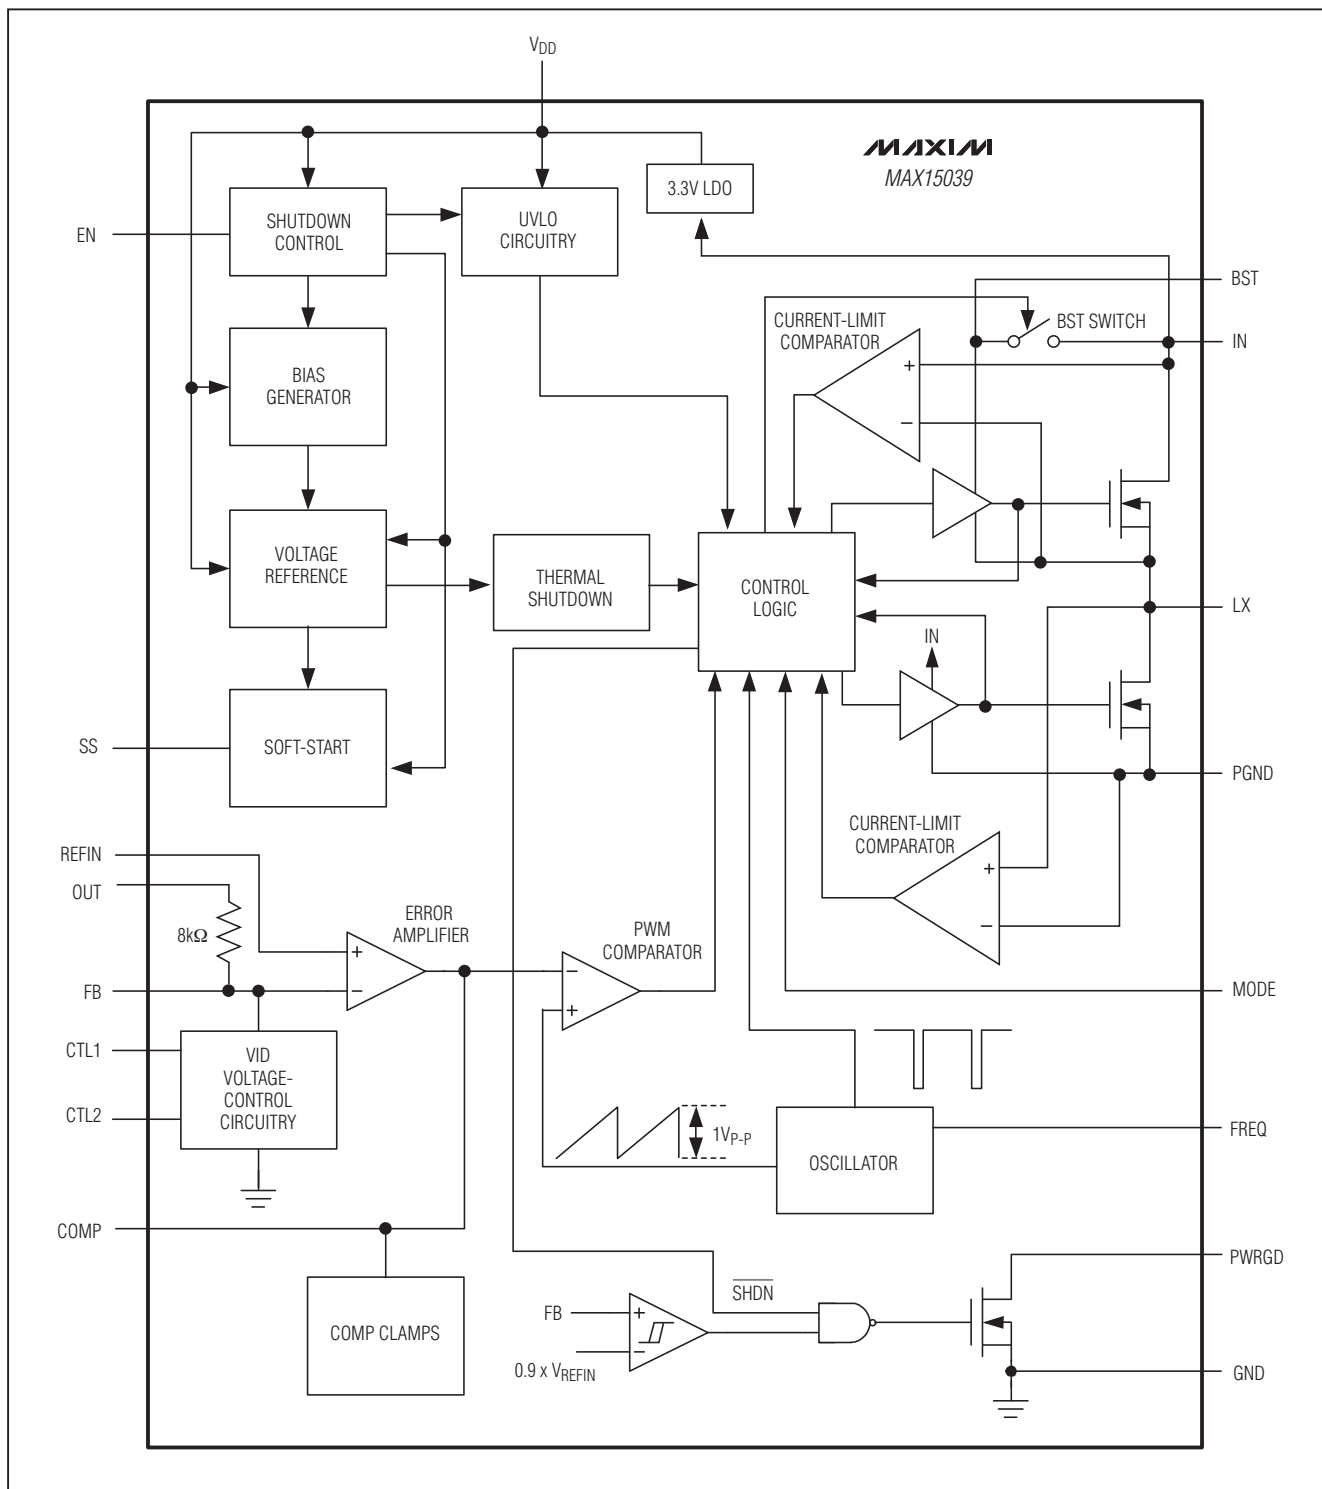 VDD
MAXIM
MAX15039
3.3V LDO
SHUTDOWN
CONTROL
UVLO
CIRCUITRY
EN
BST
CURRENT-LIMIT
COMPARATOR
BST SWITCH
IN
+
−
BIAS
GENERATOR
VOLTAGE
REFERENCE
THERMAL
SHUTDOWN
CONTROL
LOGIC
LX
IN
SS
SOFT-START
PGND
CURRENT-LIMIT
COMPARATOR
+
−
REFIN
OUT
8kΩ
ERROR
AMPLIFIER
+
−
PWM
COMPARATOR
−
+
FB
MODE
CTL1
CTL2
VID
VOLTAGE-
CONTROL
CIRCUITRY
1VP-P
OSCILLATOR
FREQ
COMP
COMP CLAMPS
PWRGD
SHDN
FB
+
−
0.9 x VREFIN
GND